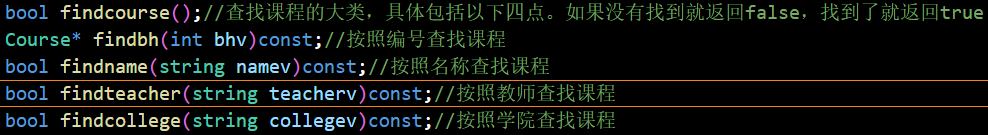 bool findcourse();//查找课程的大类，具体包括以下四点。如果没有找到就返回false，找到了就返回true
Course* findbh(int bhv)const;//按照编号查找课程
bool findname(string namev)const;//按照名称查找课程
bool findteacher(string teacherv)const;//按照教师查找课程
bool findcollege(string collegev)const;//按照学院查找课程